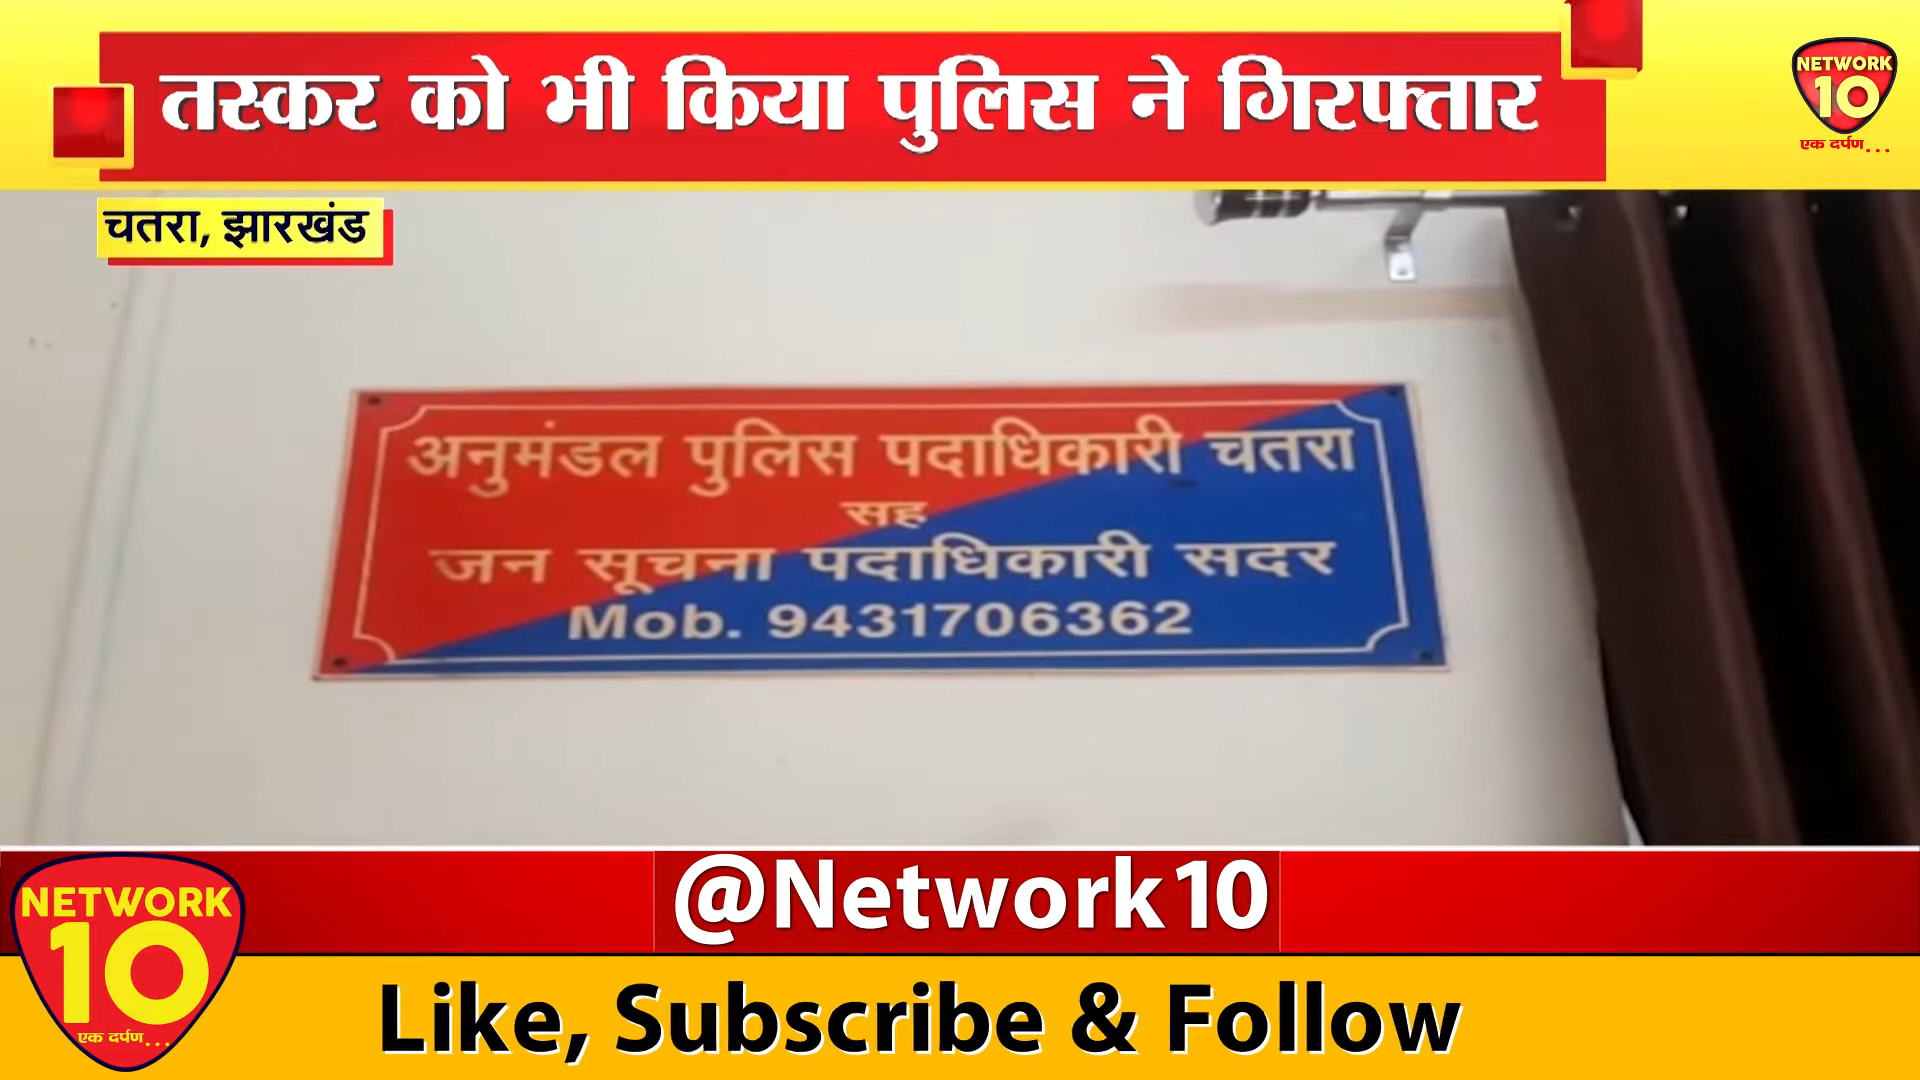 तस्कर को भी किया पुलिस ने गिरफ्तार
NETWORK
10
एक दर्पण...
चतरा, झारखंड
अनुमंडल पुलिस पदाधिकारी चतरा
सह
जन सूचना पदाधिकारी सदर
Mob. 9431706362
@Network10
NETWORK
10
एक दर्पण...
Like, Subscribe & Follow